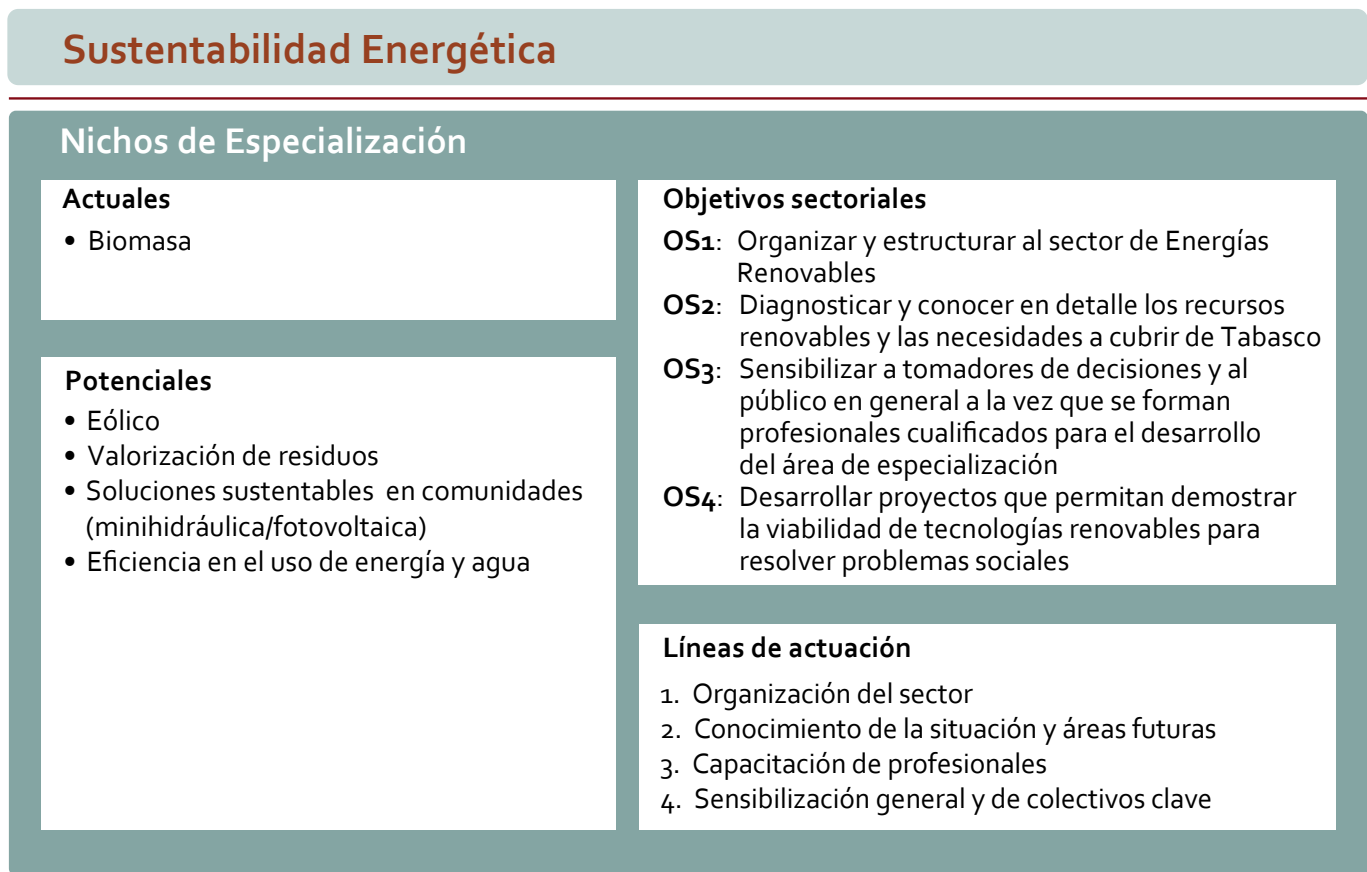 Sustentabilidad Energética
Nichos de Especialización
Actuales
• Biomasa
Potenciales
• Eólico
• Valorización de residuos
• Soluciones sustentables en comunidades
(minihidráulica/fotovoltaica)
• Eficiencia en el uso de energía y agua
Objetivos sectoriales
OS1: Organizar y estructurar al sector de Energías
Renovables
OS2: Diagnosticar y conocer en detalle los recursos
renovables y las necesidades a cubrir de Tabasco
OS3: Sensibilizar a tomadores de decisiones y al
público en general a la vez que se forman
profesionales cualificados para el desarrollo
del área de especialización
OS4: Desarrollar proyectos que permitan demostrar
la viabilidad de tecnologías renovables para
resolver problemas sociales
Líneas de actuación
1. Organización del sector
2. Conocimiento de la situación y áreas futuras
3. Capacitación de profesionales
4. Sensibilización general y de colectivos clave